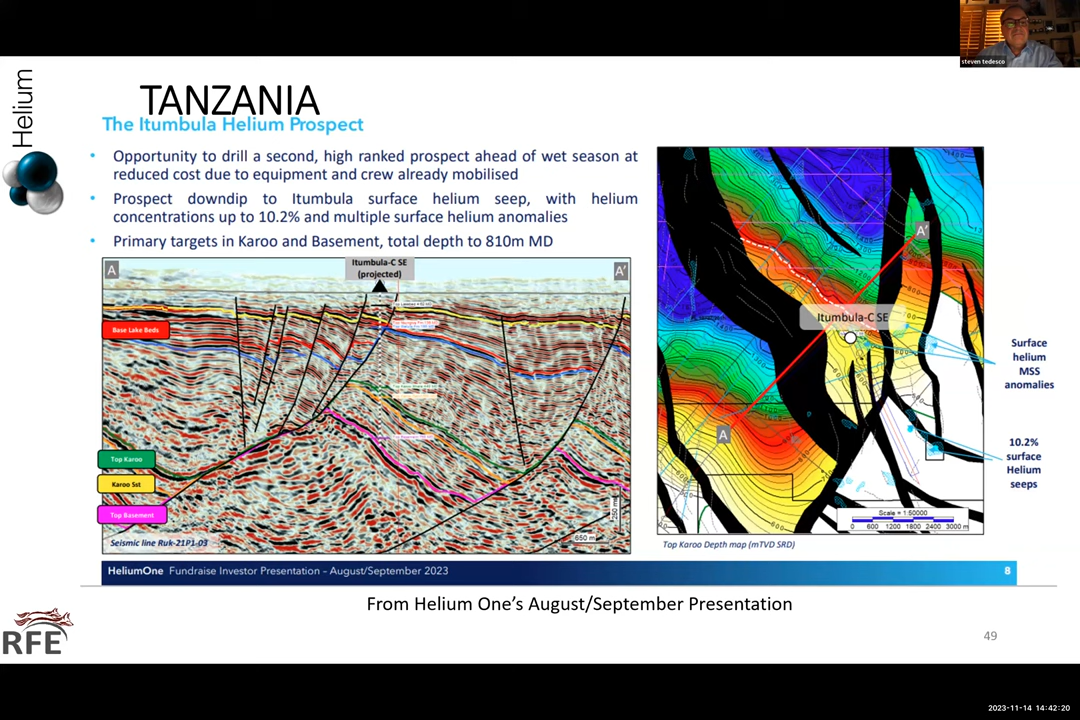 steven tedesco
Helium
TANZANIA
The Itumbula Helium Prospect
• Opportunity to drill a second, high ranked prospect ahead of wet season at
reduced cost due to equipment and crew already mobilised
• Prospect downdip to Itumbula surface helium seep, with helium
concentrations up to 10.2% and multiple surface helium anomalies
• Primary targets in Karoo and Basement, total depth to 810m MD
A
Itumbula-C SE
(projected)
A'
Base Lake Beds
Top Karoo
Karoo Sst
Top Basement
Seismic line Ruk-21P1-03
250 m
650 m
A'
Itumbula-C SE
A
Surface
helium
MSS
anomalies
10.2%
surface
Helium
seeps
Scale = 1:50000
0 600 1200 1800 2400 3000 m
Top Karoo Depth map (mTVD SRD)
HeliumOne Fundraise Investor Presentation – August/September 2023
8
From Helium One's August/September Presentation
RFE
49
2023-11-14 14:42:20